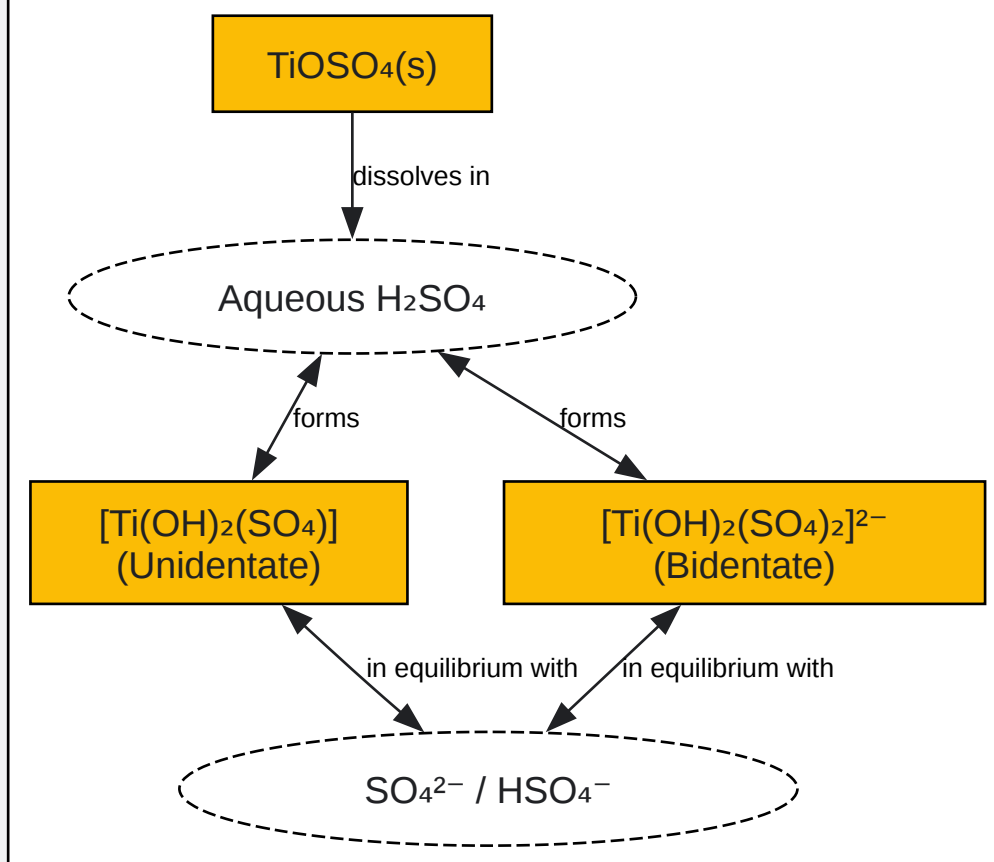 TiOSO₄(s)
dissolves in
Aqueous H₂SO₄
forms
forms
[Ti(OH)₂(SO₄)]
(Unidentate)
[Ti(OH)₂(SO₄)₂]²⁻
(Bidentate)
in equilibrium with
in equilibrium with
SO₄²⁻ / HSO₄⁻